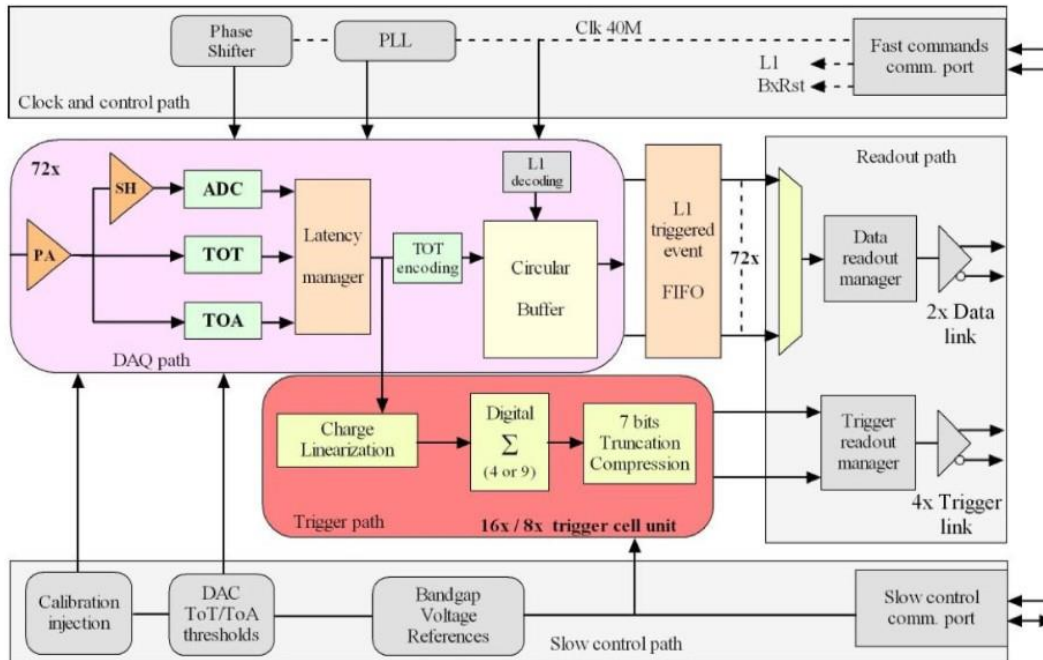 Phase
Shifter
PLL
Clk 40M
Fast commands
comm. port
L1
BxRst
Clock and control path
72x
SH
ADC
PA
TOT
TOA
Latency
manager
TOT
encoding
L1
decoding
Circular
Buffer
DAQ path
L1
triggered
event
FIFO
72x
Readout path
Data
readout
manager
2x Data
link
Charge
Linearization
Digital
Σ
(4 or 9)
7 bits
Truncation
Compression
Trigger path
16x / 8x trigger cell unit
Trigger
readout
manager
4x Trigger
link
Calibration
injection
DAC
ToT/ToA
thresholds
Bandgap
Voltage
References
Slow control path
Slow control
comm. port